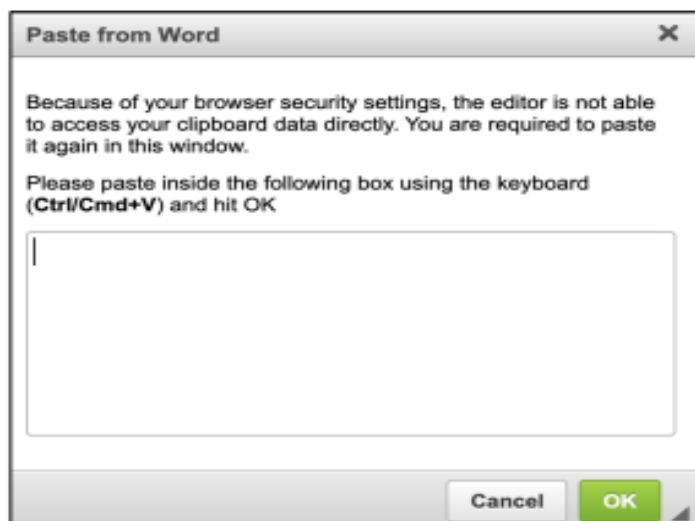 Paste from Word
Because of your browser security settings, the editor is not able
to access your clipboard data directly. You are required to paste
it again in this window.
Please paste inside the following box using the keyboard
(Ctrl/Cmd+V) and hit OK
Cancel OK